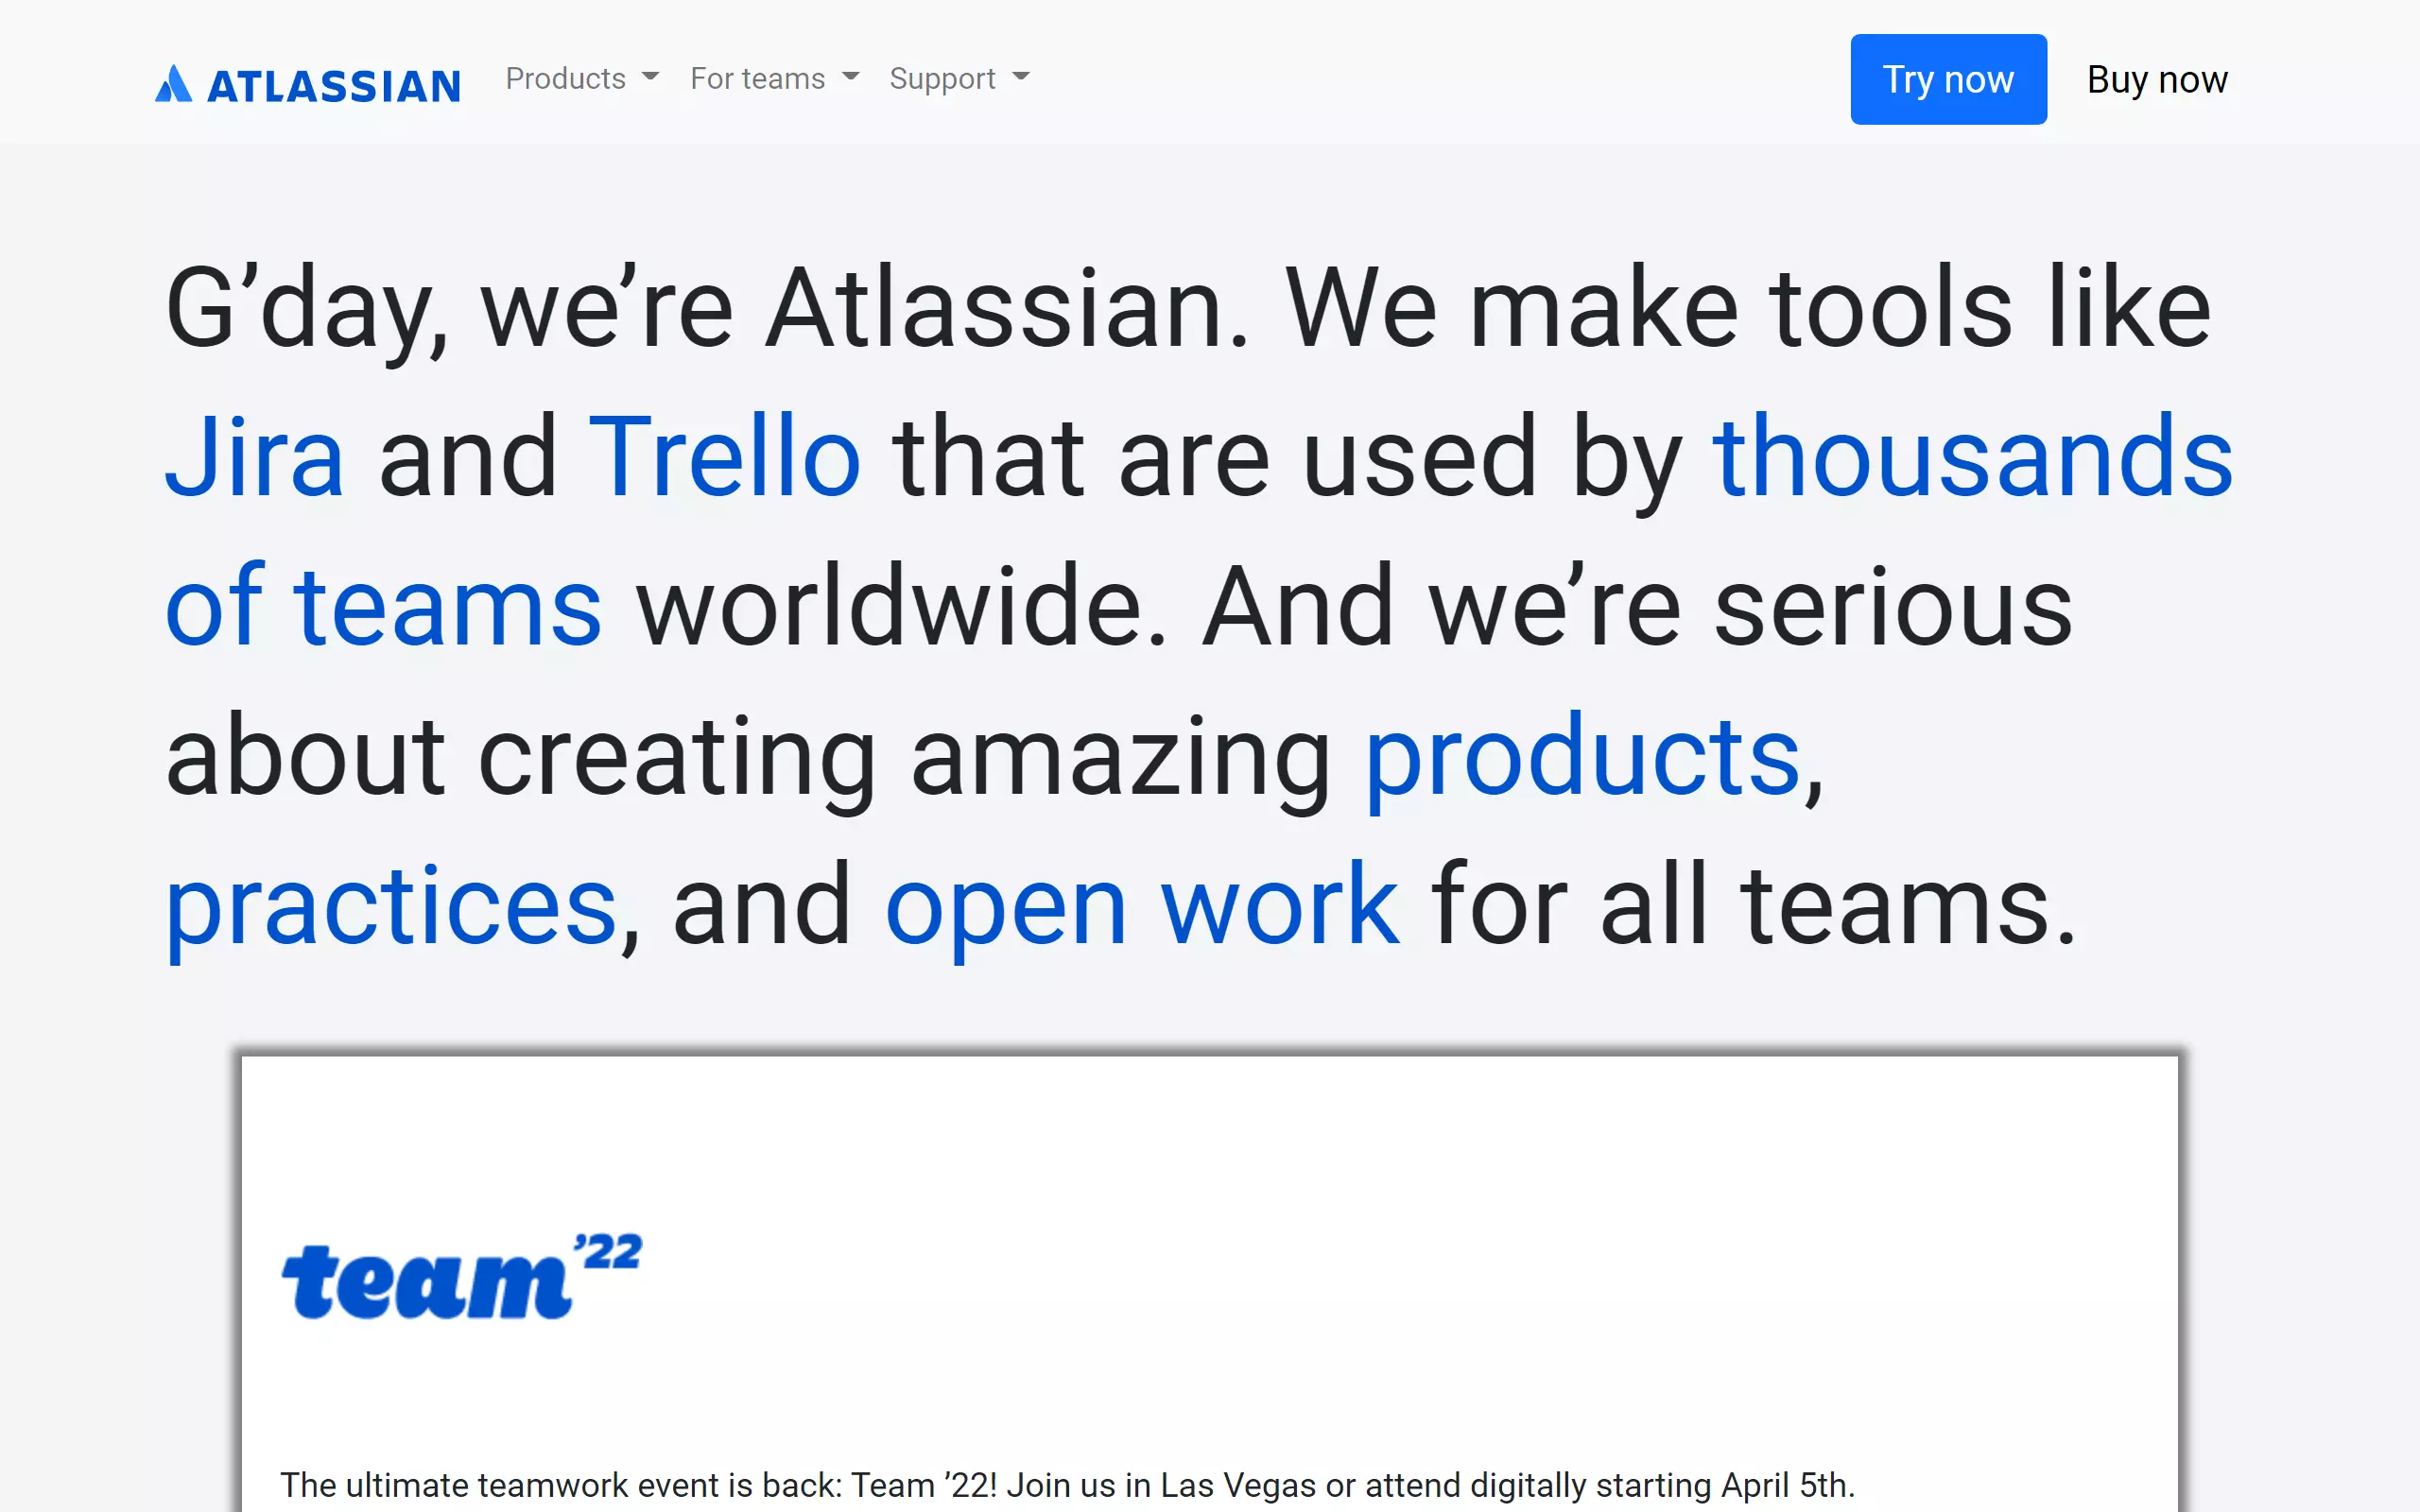 ATLASSIAN Products For teams Support Try now Buy now
G’day, we’re Atlassian. We make tools like
Jira and Trello that are used by thousands
of teams worldwide. And we’re serious
about creating amazing products,
practices, and open work for all teams.
team ’22
The ultimate teamwork event is back: Team ’22! Join us in Las Vegas or attend digitally starting April 5th.